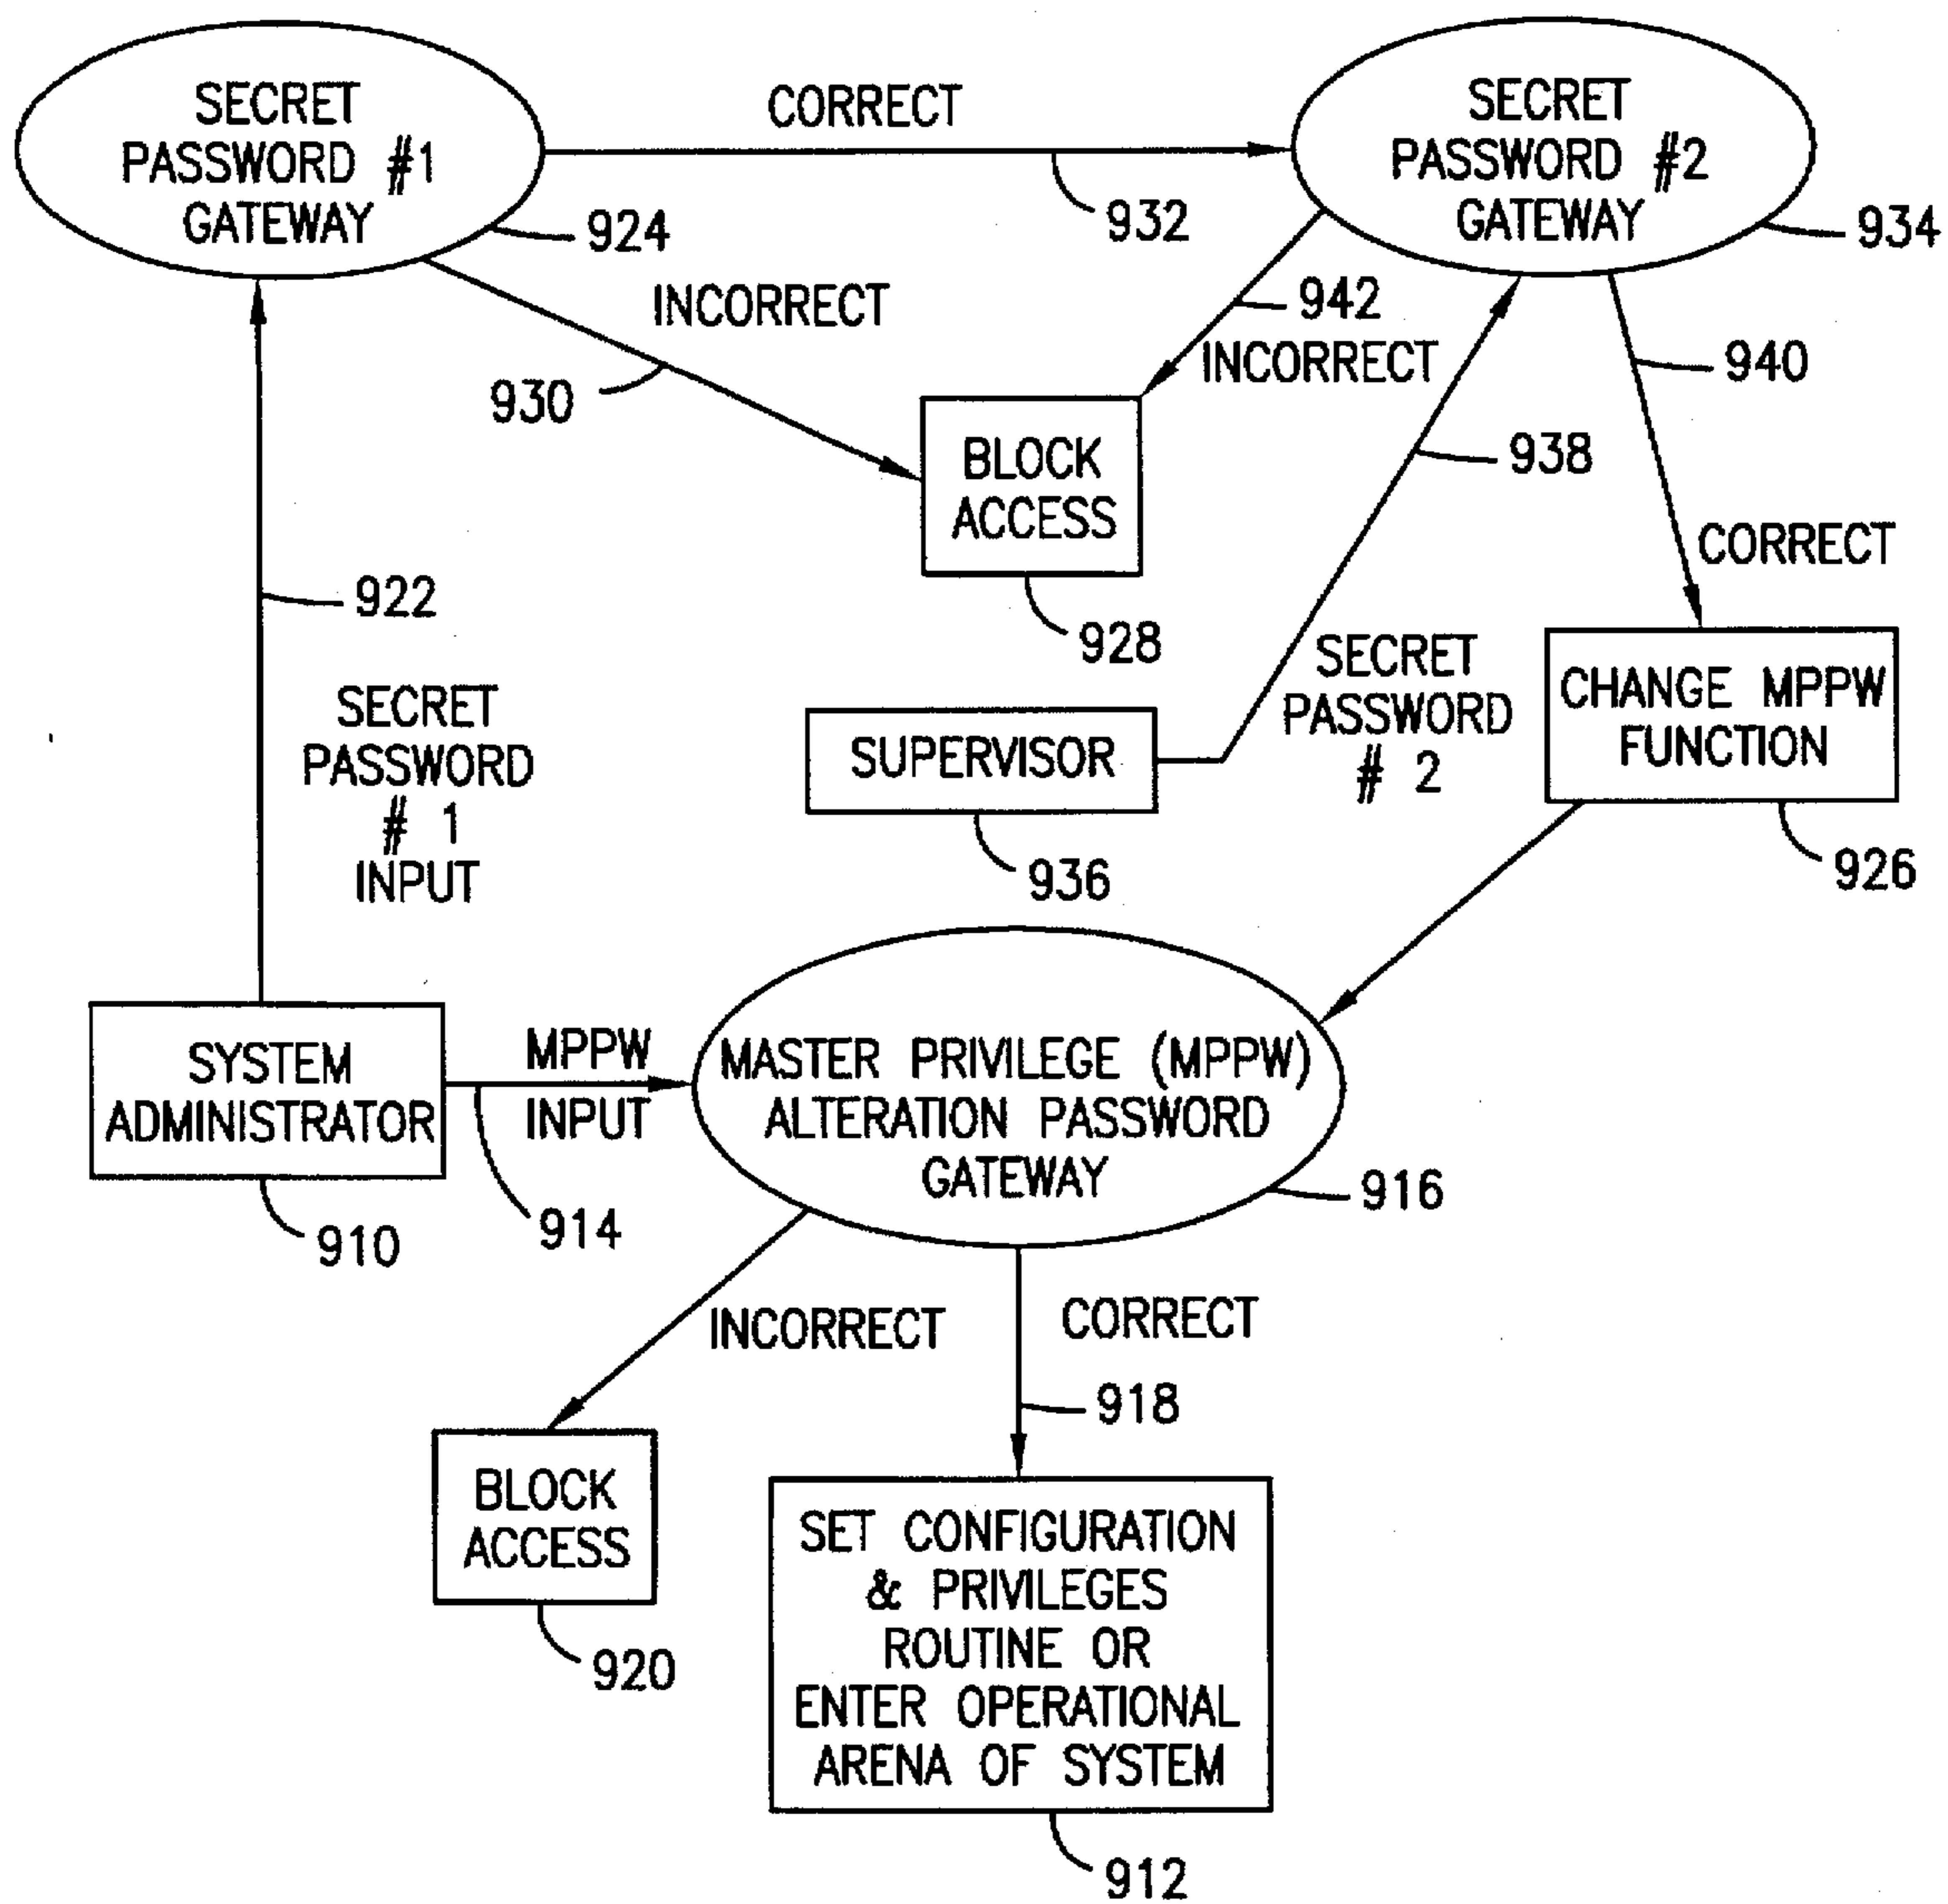 SECRET
PASSWORD #1
GATEWAY
924
CORRECT
932
SECRET
PASSWORD #2
GATEWAY
934
INCORRECT
930
942
INCORRECT
940
938
CORRECT
BLOCK
ACCESS
928
922
SECRET
PASSWORD
# 1
INPUT
SUPERVISOR
936
SECRET
PASSWORD
# 2
CHANGE MPPW
FUNCTION
926
SYSTEM
ADMINISTRATOR
910
MPPW
INPUT
914
MASTER PRIVILEGE (MPPW)
ALTERATION PASSWORD
GATEWAY
916
INCORRECT
CORRECT
918
BLOCK
ACCESS
920
SET CONFIGURATION
& PRIVILEGES
ROUTINE OR
ENTER OPERATIONAL
ARENA OF SYSTEM
912